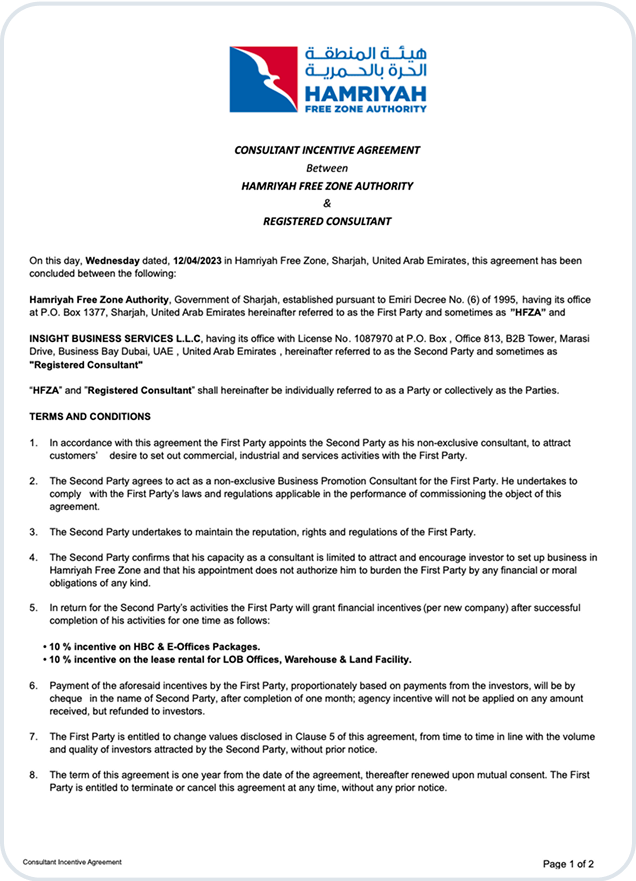 هيئة المنطقة
الحرة بالحمرية
HAMRIYAH
FREE ZONE AUTHORITY
CONSULTANT INCENTIVE AGREEMENT
Between
HAMRIYAH FREE ZONE AUTHORITY
&
REGISTERED CONSULTANT
On this day, Wednesday dated, 12/04/2023 in Hamriyah Free Zone, Sharjah, United Arab Emirates, this agreement has been
concluded between the following:
Hamriyah Free Zone Authority, Government of Sharjah, established pursuant to Emiri Decree No. (6) of 1995, having its office
at P.O. Box 1377, Sharjah, United Arab Emirates hereinafter referred to as the First Party and sometimes as "HFZA" and
INSIGHT BUSINESS SERVICES L.L.C, having its office with License No. 1087970 at P.O. Box , Office 813, B2B Tower, Marasi
Drive, Business Bay Dubai, UAE , United Arab Emirates , hereinafter referred to as the Second Party and sometimes as
"Registered Consultant"
"HFZA" and "Registered Consultant" shall hereinafter be individually referred to as a Party or collectively as the Parties.
TERMS AND CONDITIONS
1. In accordance with this agreement the First Party appoints the Second Party as his non-exclusive consultant, to attract
customers' desire to set out commercial, industrial and services activities with the First Party.
2. The Second Party agrees to act as a non-exclusive Business Promotion Consultant for the First Party. He undertakes to
comply with the First Party's laws and regulations applicable in the performance of commissioning the object of this
agreement.
3. The Second Party undertakes to maintain the reputation, rights and regulations of the First Party.
4. The Second Party confirms that his capacity as a consultant is limited to attract and encourage investor to set up business in
Hamriyah Free Zone and that his appointment does not authorize him to burden the First Party by any financial or moral
obligations of any kind.
5. In return for the Second Party's activities the First Party will grant financial incentives (per new company) after successful
completion of his activities for one time as follows:
• 10 % incentive on HBC & E-Offices Packages.
• 10 % incentive on the lease rental for LOB Offices, Warehouse & Land Facility.
6. Payment of the aforesaid incentives by the First Party, proportionately based on payments from the investors, will be by
cheque in the name of Second Party, after completion of one month; agency incentive will not be applied on any amount
received, but refunded to investors.
7. The First Party is entitled to change values disclosed in Clause 5 of this agreement, from time to time in line with the volume
and quality of investors attracted by the Second Party, without prior notice.
8. The term of this agreement is one year from the date of the agreement, thereafter renewed upon mutual consent. The First
Party is entitled to terminate or cancel this agreement at any time, without any prior notice.
Consultant Incentive Agreement
Page 1 of 2